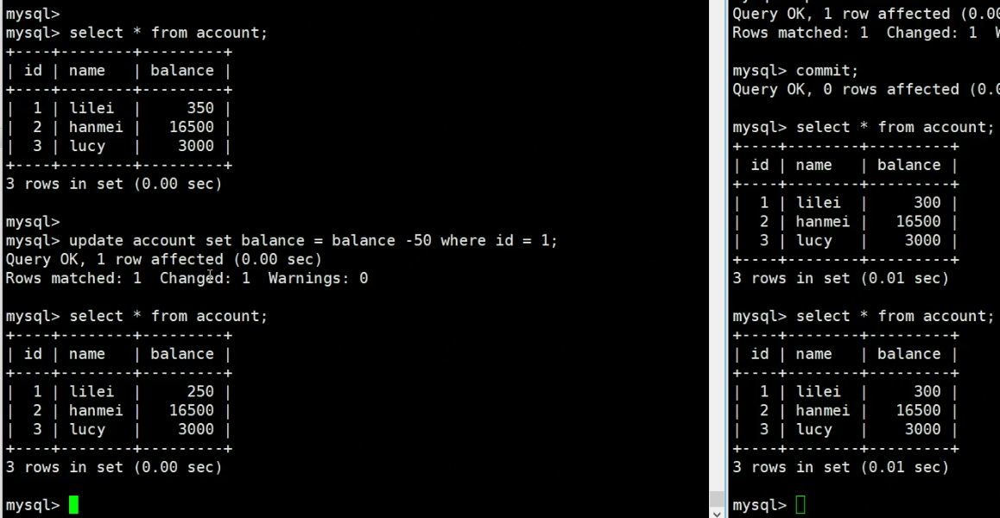 mysql>
mysql> select * from account;
+----+--------+---------+
| id | name   | balance |
+----+--------+---------+
|  1 | lilei  |     350 |
|  2 | hanmei |   16500 |
|  3 | lucy   |    3000 |
+----+--------+---------+
3 rows in set (0.00 sec)
mysql>
mysql> update account set balance = balance -50 where id = 1;
Query OK, 1 row affected (0.00 sec)
Rows matched: 1  Changed: 1  Warnings: 0
mysql> select * from account;
+----+--------+---------+
| id | name   | balance |
+----+--------+---------+
|  1 | lilei  |     250 |
|  2 | hanmei |   16500 |
|  3 | lucy   |    3000 |
+----+--------+---------+
3 rows in set (0.00 sec)
mysql>
Query OK, 1 row affected (0.00
Rows matched: 1  Changed: 1
mysql> commit;
Query OK, 0 rows affected (0.0
mysql> select * from account;
+----+--------+---------+
| id | name   | balance |
+----+--------+---------+
|  1 | lilei  |     300 |
|  2 | hanmei |   16500 |
|  3 | lucy   |    3000 |
+----+--------+---------+
3 rows in set (0.01 sec)
mysql> select * from account;
+----+--------+---------+
| id | name   | balance |
+----+--------+---------+
|  1 | lilei  |     300 |
|  2 | hanmei |   16500 |
|  3 | lucy   |    3000 |
+----+--------+---------+
3 rows in set (0.01 sec)
mysql>